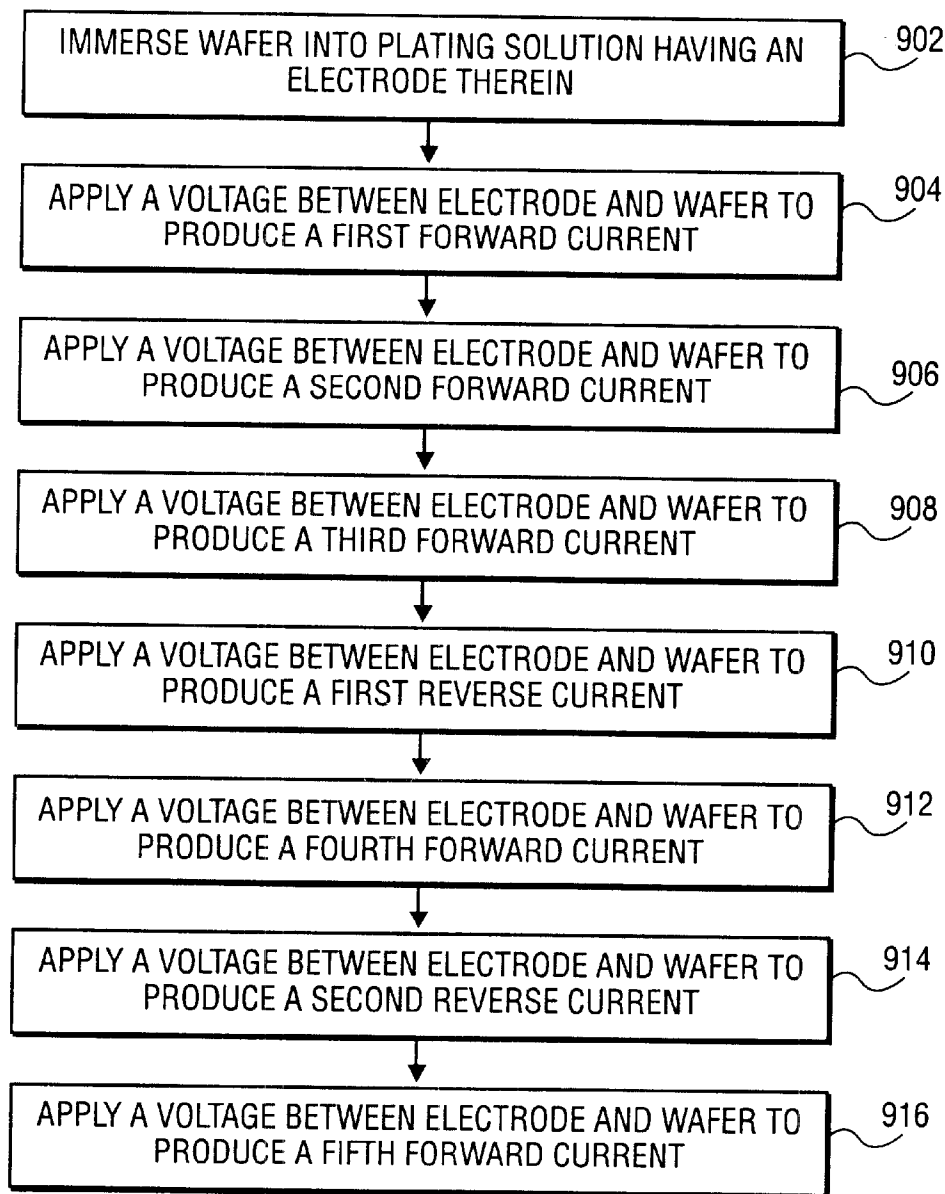 IMMERSE WAFER INTO PLATING SOLUTION HAVING AN
ELECTRODE THEREIN
902
APPLY A VOLTAGE BETWEEN ELECTRODE AND WAFER TO
PRODUCE A FIRST FORWARD CURRENT
904
APPLY A VOLTAGE BETWEEN ELECTRODE AND WAFER TO
PRODUCE A SECOND FORWARD CURRENT
906
APPLY A VOLTAGE BETWEEN ELECTRODE AND WAFER TO
PRODUCE A THIRD FORWARD CURRENT
908
APPLY A VOLTAGE BETWEEN ELECTRODE AND WAFER TO
PRODUCE A FIRST REVERSE CURRENT
910
APPLY A VOLTAGE BETWEEN ELECTRODE AND WAFER TO
PRODUCE A FOURTH FORWARD CURRENT
912
APPLY A VOLTAGE BETWEEN ELECTRODE AND WAFER TO
PRODUCE A SECOND REVERSE CURRENT
914
APPLY A VOLTAGE BETWEEN ELECTRODE AND WAFER TO
PRODUCE A FIFTH FORWARD CURRENT
916